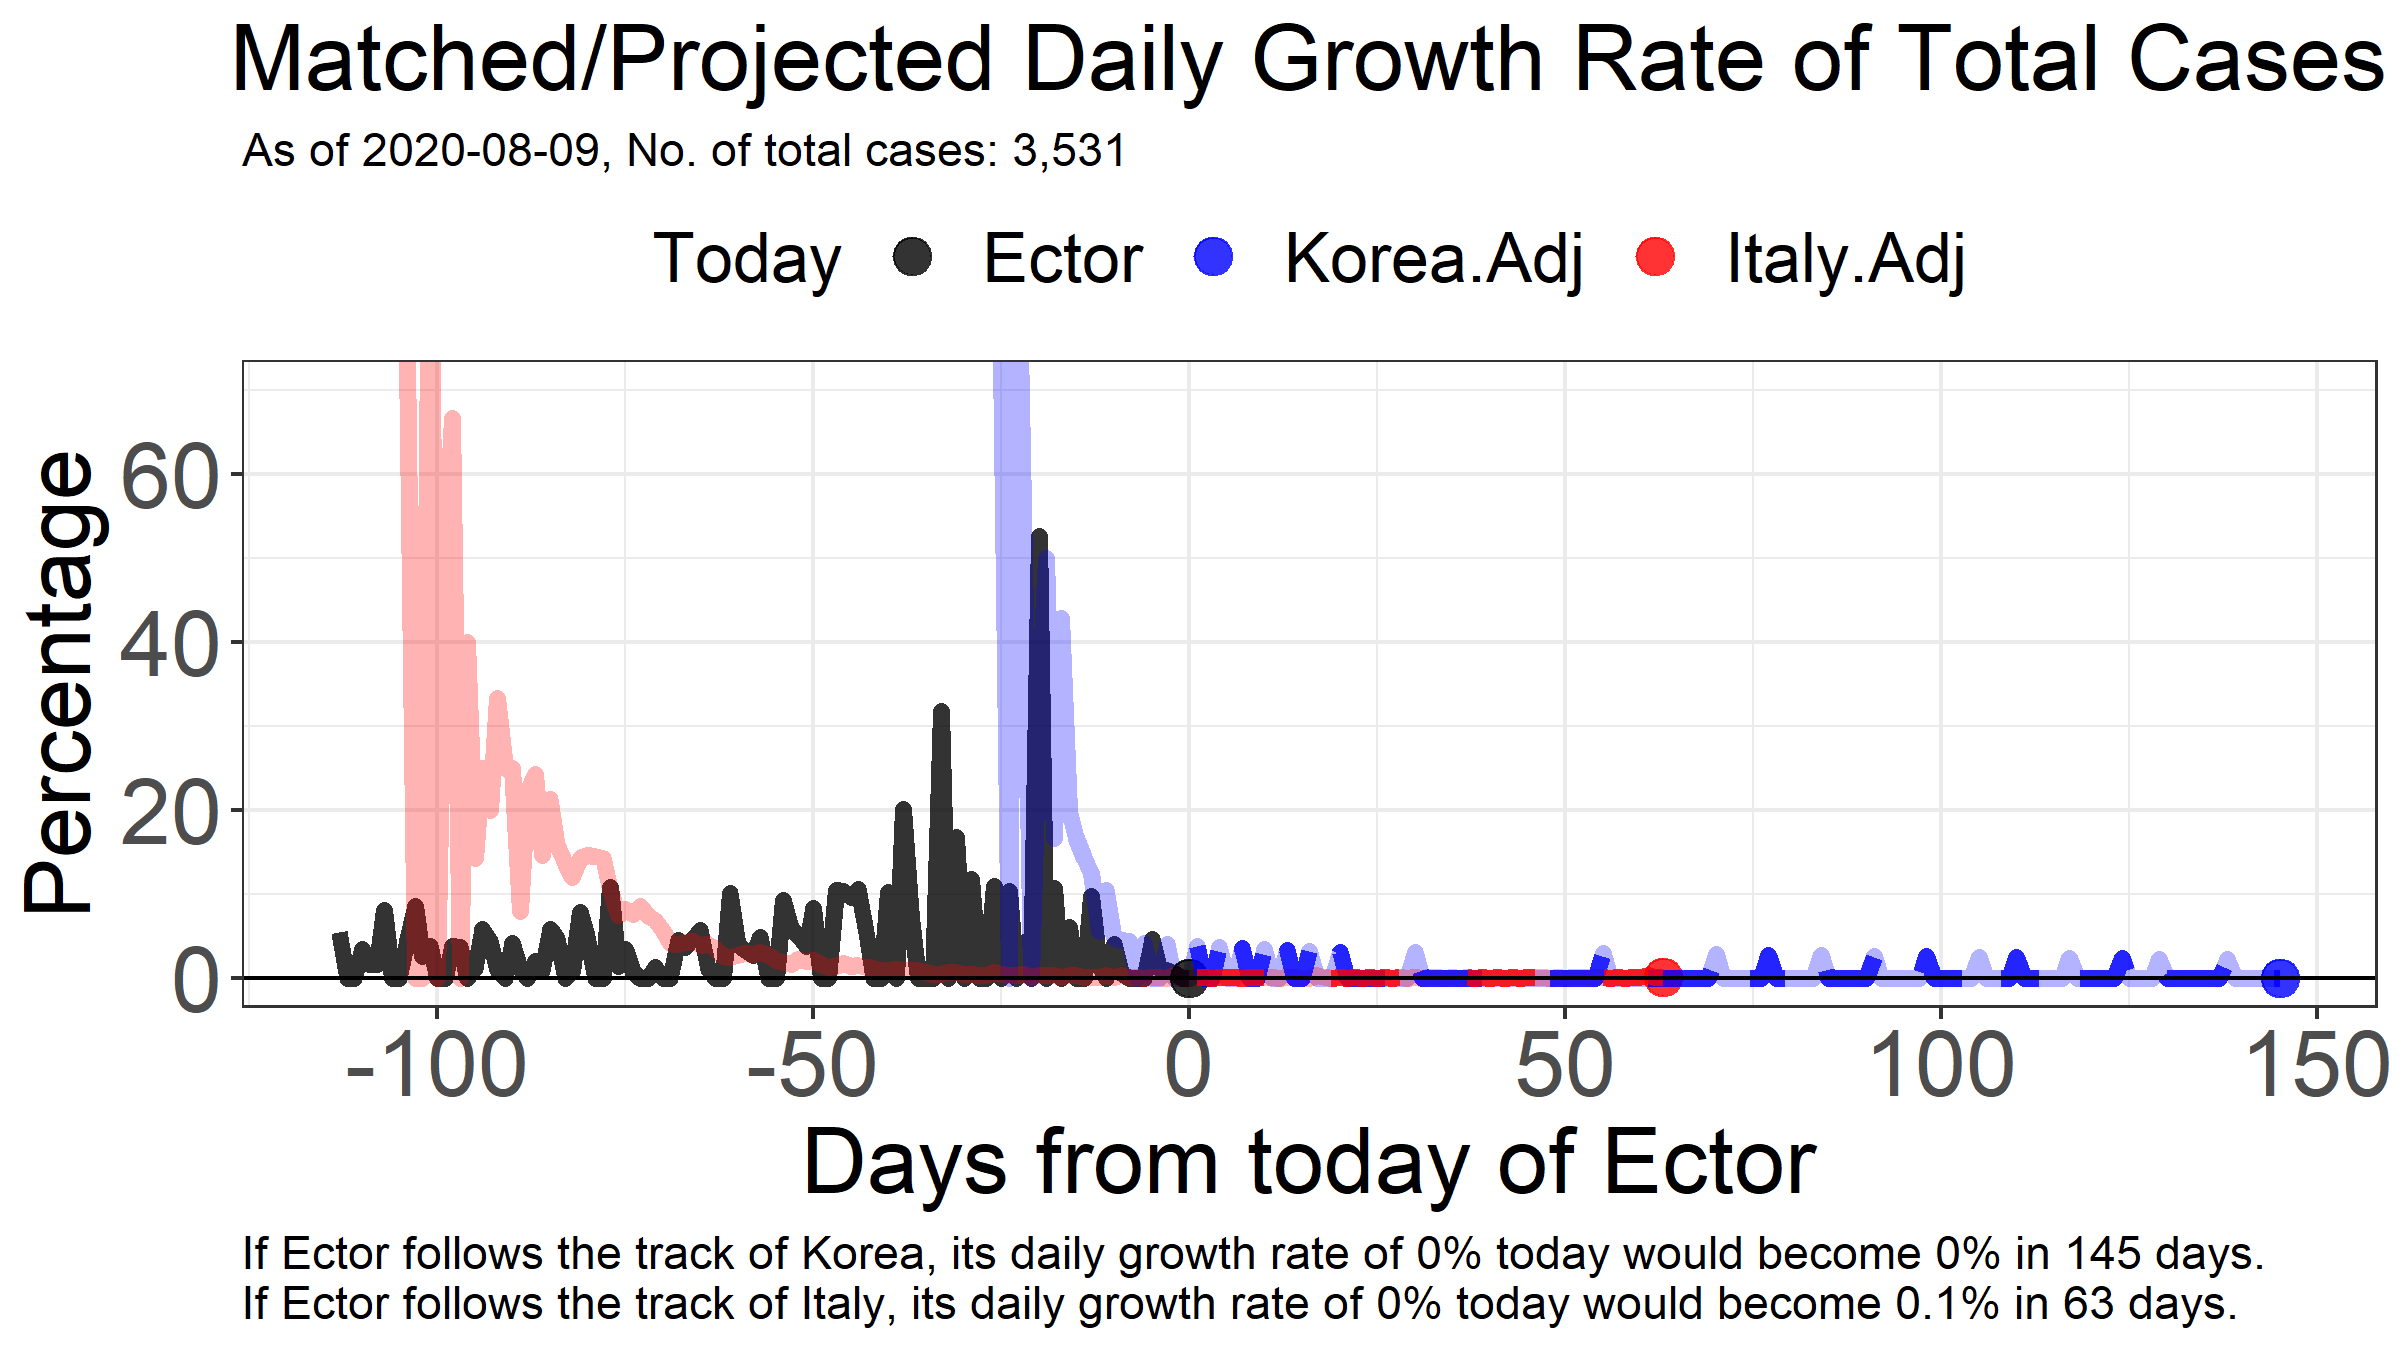 Matched/Projected Daily Growth Rate of Total Cases
As of 2020-08-09, No. of total cases: 3,531
Today Ector Korea.Adj Italy.Adj
Percentage
60
40
20
0
-100 -50 0 50 100 150
Days from today of Ector
If Ector follows the track of Korea, its daily growth rate of 0% today would become 0% in 145 days.
If Ector follows the track of Italy, its daily growth rate of 0% today would become 0.1% in 63 days.